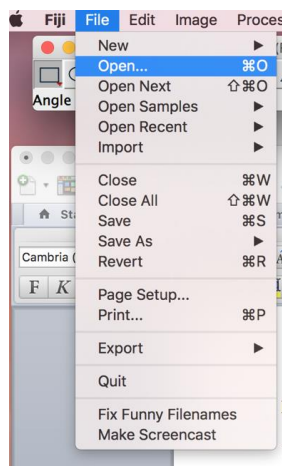 Fiji File Edit Image Proces
New ▶
Open... ⌘O
Open Next ⇧⌘O
Open Samples ▶
Open Recent ▶
Import ▶
Close ⌘W
Close All ⇧⌘W
Save ⌘S
Save As ▶
Revert ⌘R
Page Setup...
Print... ⌘P
Export ▶
Quit
Fix Funny Filenames
Make Screencast
Angle
Sta
Cambria (
F K